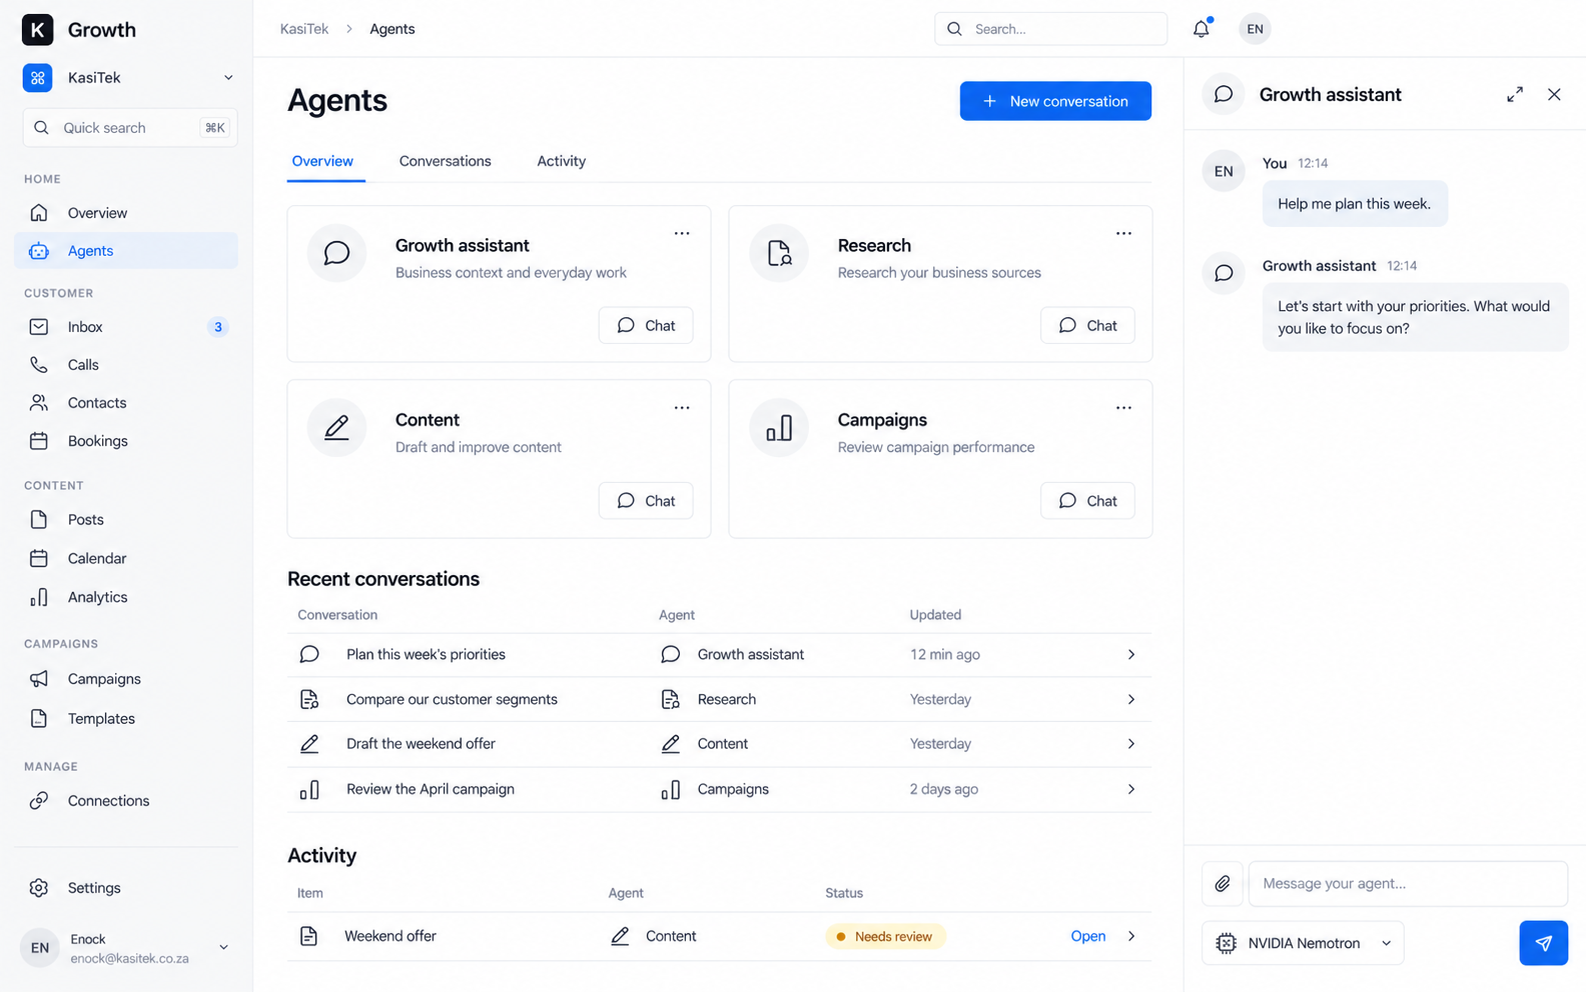 K Growth
KasiTek
Quick search ⌘K
HOME
Overview
Agents
CUSTOMER
Inbox 3
Calls
Contacts
Bookings
CONTENT
Posts
Calendar
Analytics
CAMPAIGNS
Campaigns
Templates
MANAGE
Connections
Settings
EN Enock
enock@kasitek.co.za
KasiTek > Agents
Search...
EN
Agents
+ New conversation
Overview Conversations Activity
Growth assistant
Business context and everyday work
Chat
Research
Research your business sources
Chat
Content
Draft and improve content
Chat
Campaigns
Review campaign performance
Chat
Recent conversations
Conversation Agent Updated
Plan this week's priorities Growth assistant 12 min ago
Compare our customer segments Research Yesterday
Draft the weekend offer Content Yesterday
Review the April campaign Campaigns 2 days ago
Activity
Item Agent Status
Weekend offer Content Needs review Open
Growth assistant
EN You 12:14
Help me plan this week.
Growth assistant 12:14
Let's start with your priorities. What would
you like to focus on?
Message your agent...
NVIDIA Nemotron